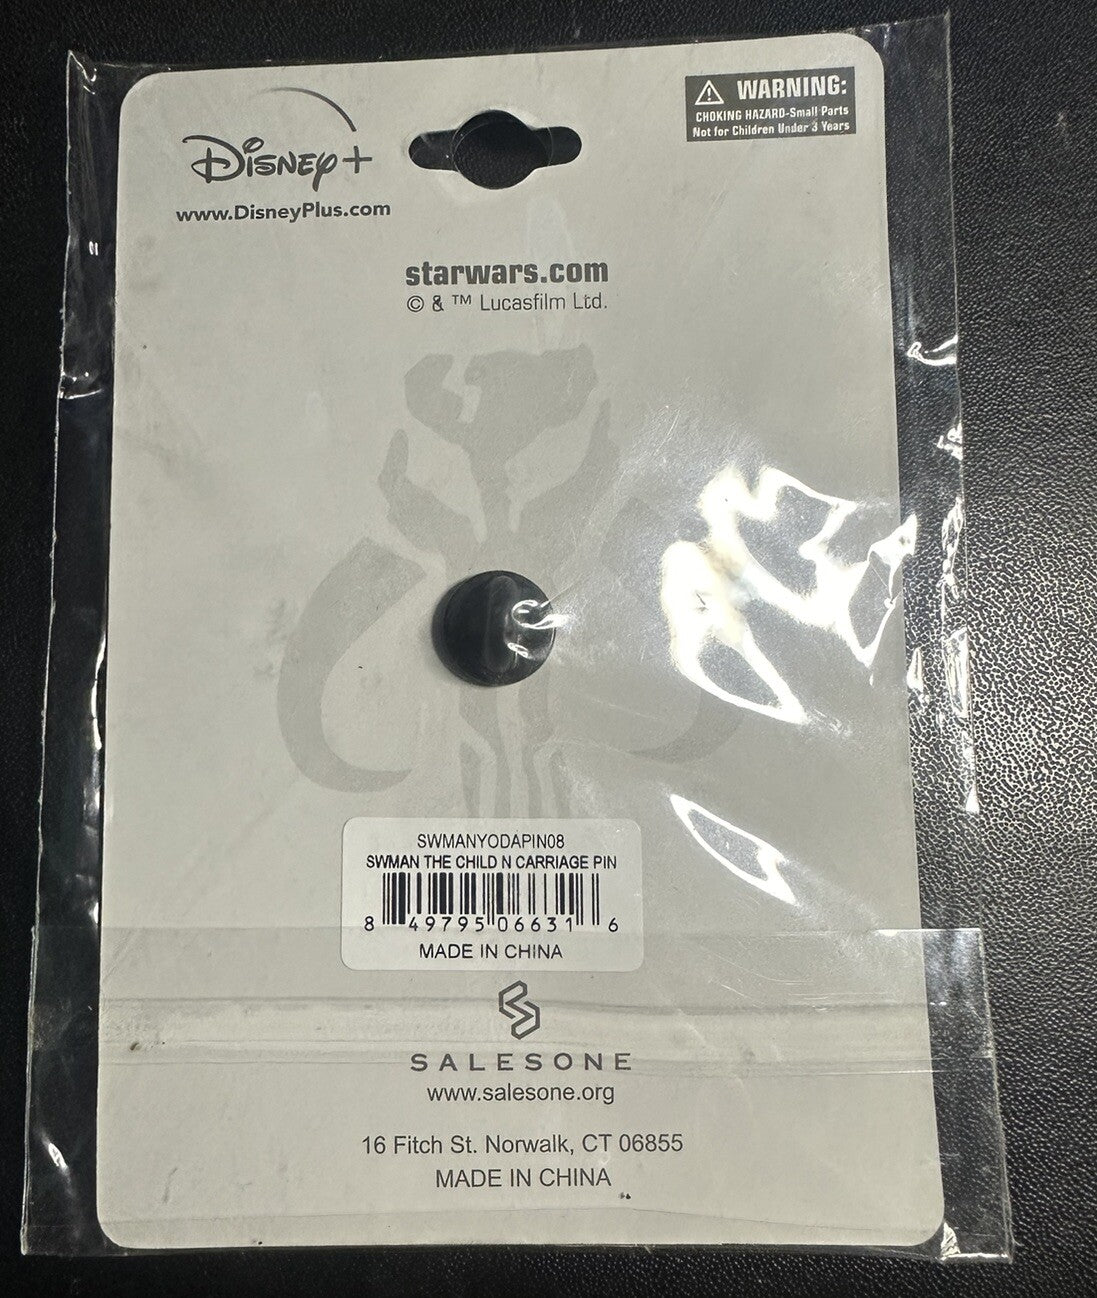 Disney+
www.DisneyPlus.com
WARNING:
CHOKING HAZARD-Small Parts
Not for Children Under 3 Years
starwars.com
© & ™ Lucasfilm Ltd.
SWMANYODAPIN08
SWMAN THE CHILD N CARRIAGE PIN
8 49795 06631 6
MADE IN CHINA
SALESONE
www.salesone.org
16 Fitch St. Norwalk, CT 06855
MADE IN CHINA